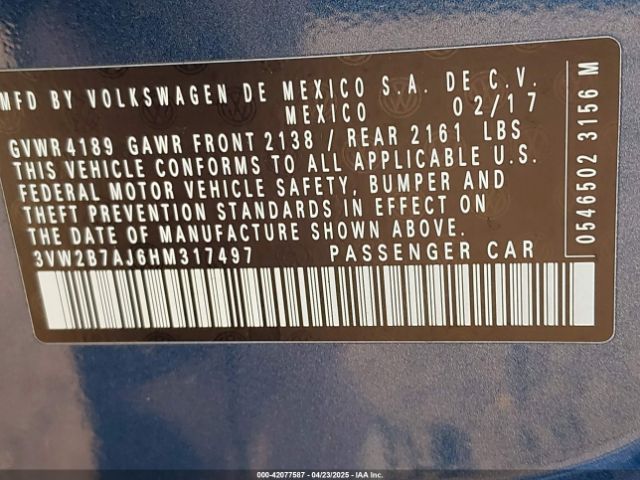 MFD BY VOLKSWAGEN DE MEXICO S.A. DE C.V.
MEXICO 02/17
GVWR 4189 GAWR FRONT 2138 / REAR 2161 LBS
THIS VEHICLE CONFORMS TO ALL APPLICABLE U.S.
FEDERAL MOTOR VEHICLE SAFETY, BUMPER AND
THEFT PREVENTION STANDARDS IN EFFECT ON
THE DATE OF MANUFACTURE SHOWN ABOVE.
3VW2B7AJ6HM317497 PASSENGER CAR
0546502 3156 M
000-42077587 - 04/23/2025 - IAA Inc.